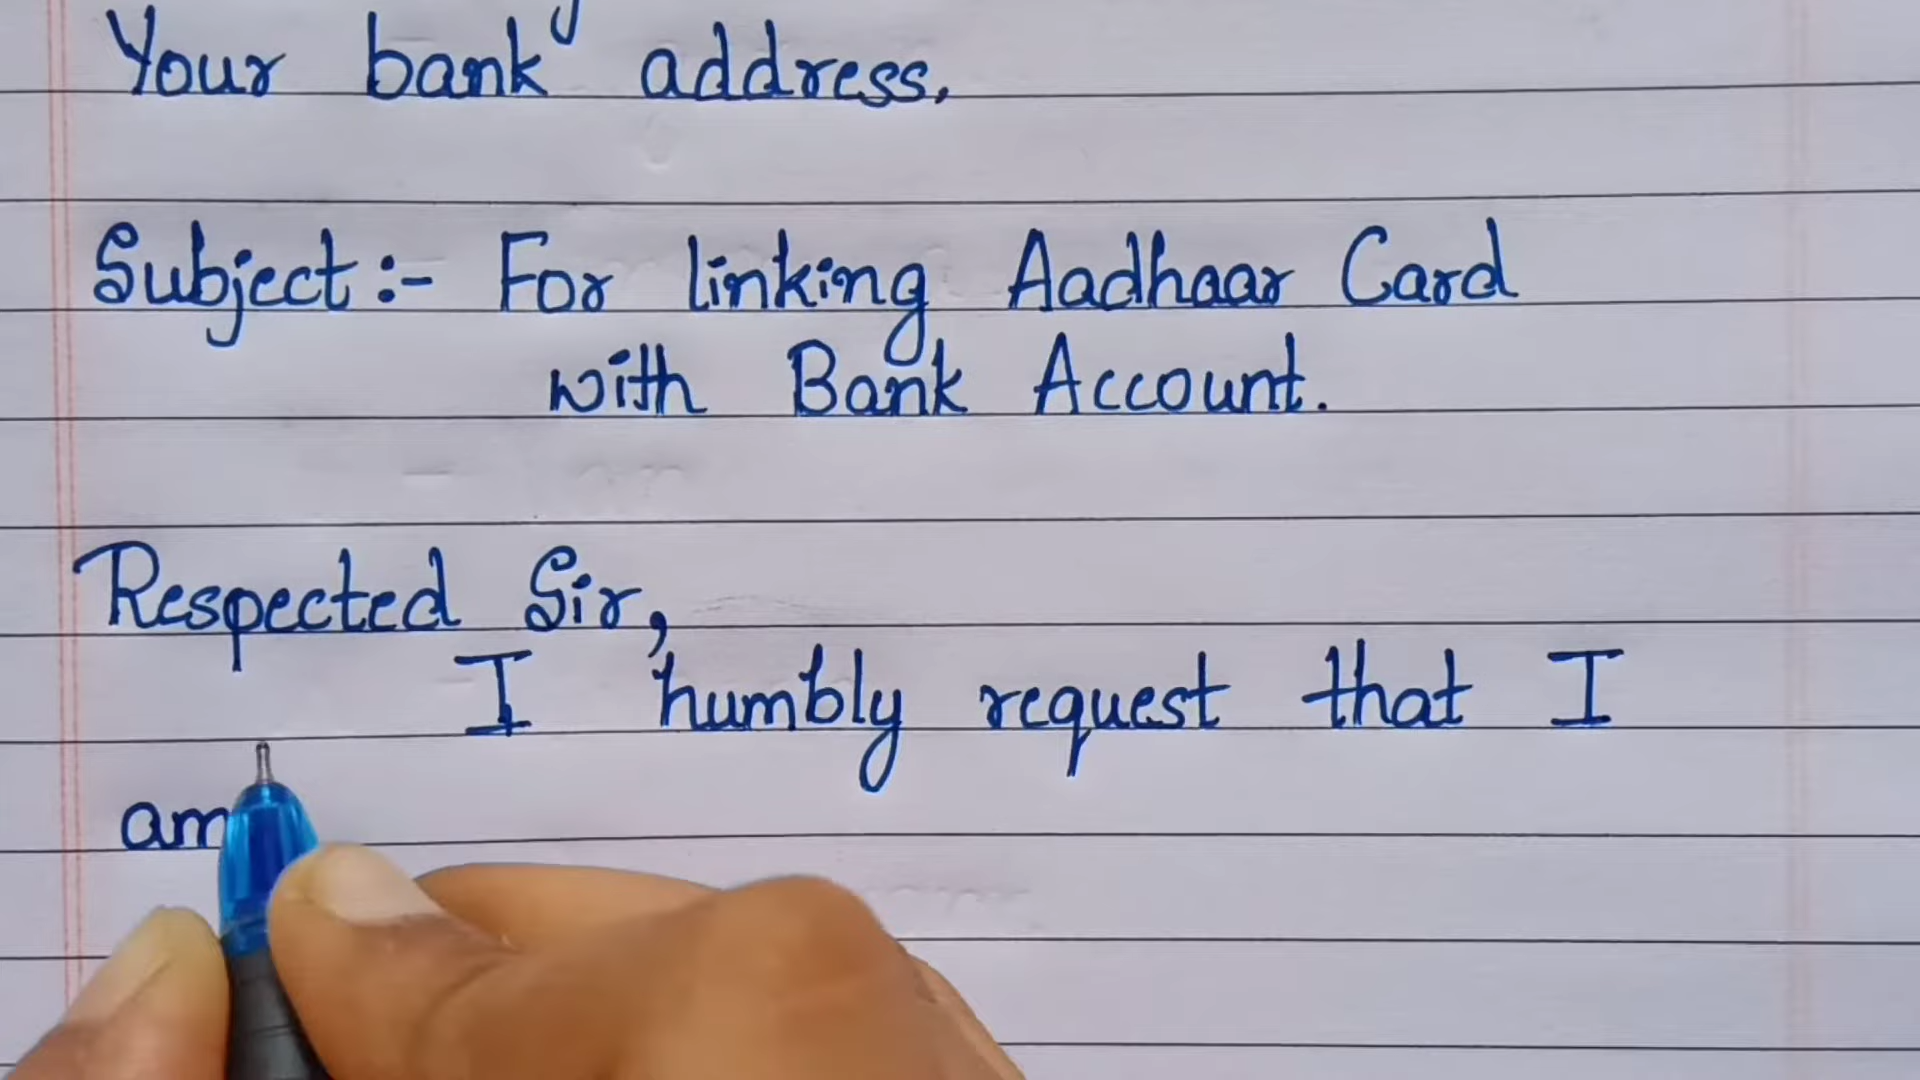 Your bank address,
Subject :- For linking Aadhaar Card
with Bank Account.
Respected Sir,
I humbly request that I
am